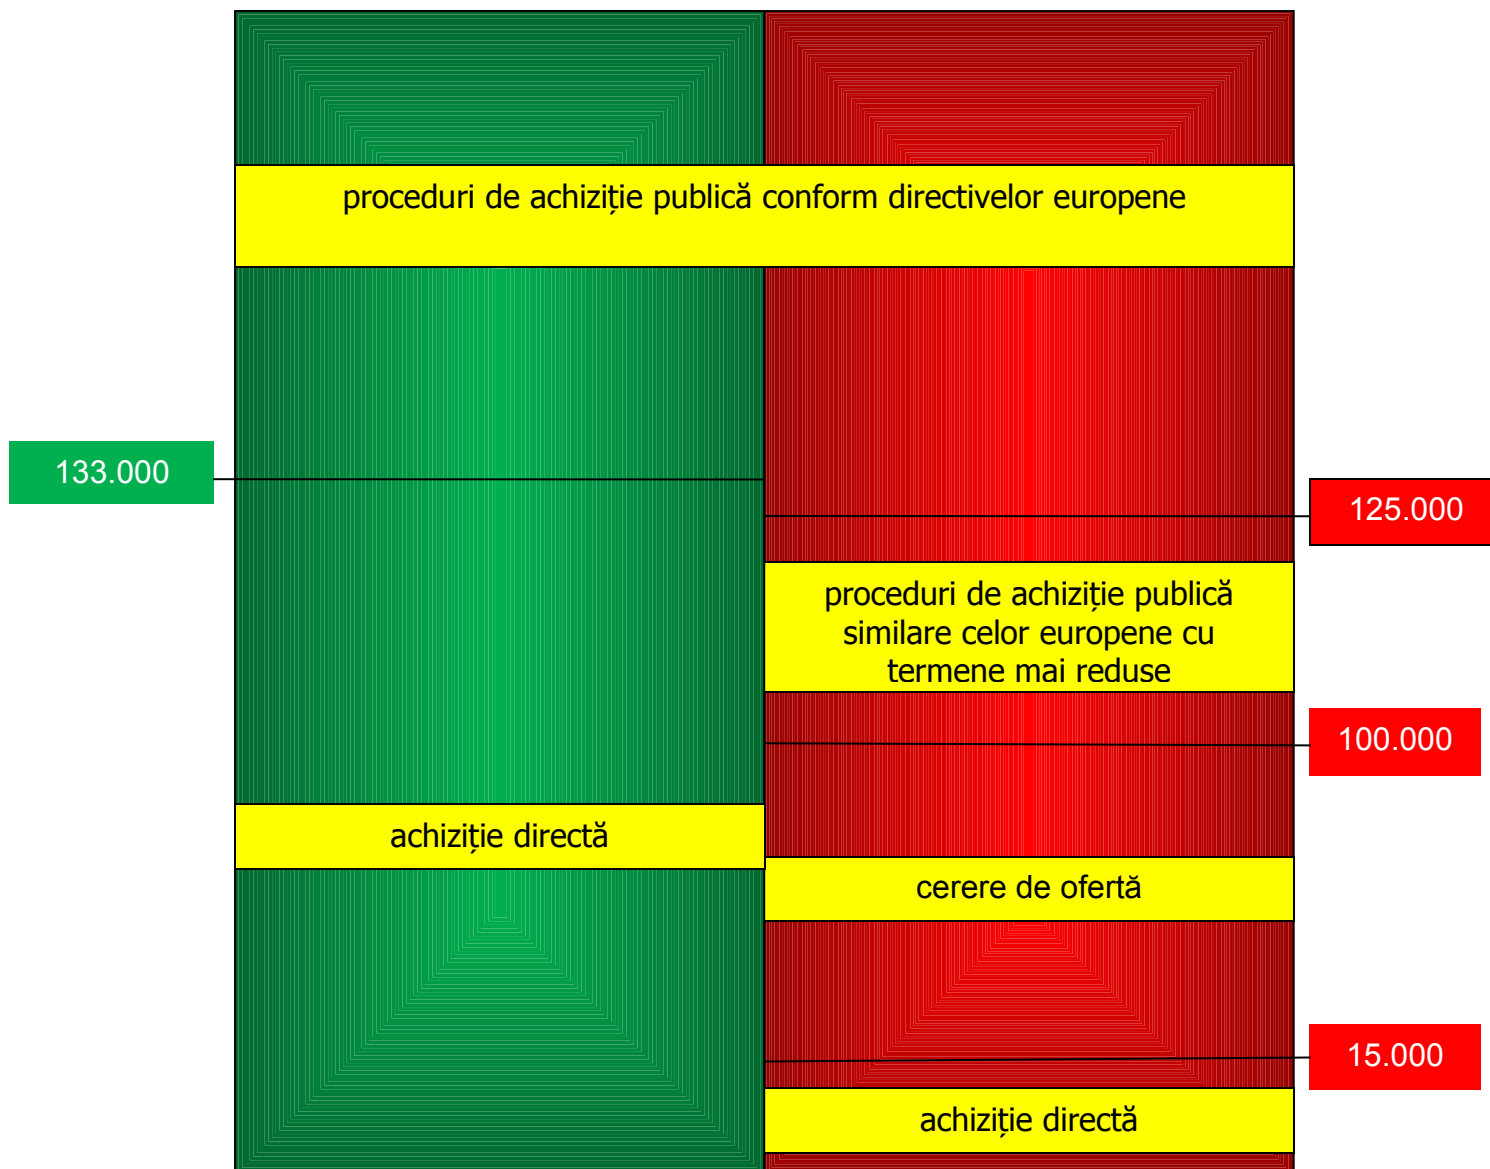 proceduri de achiziție publică conform directivelor europene
133.000
125.000
proceduri de achiziție publică
similare celor europene cu
termene mai reduse
100.000
achiziție directă
cerere de ofertă
15.000
achiziție directă